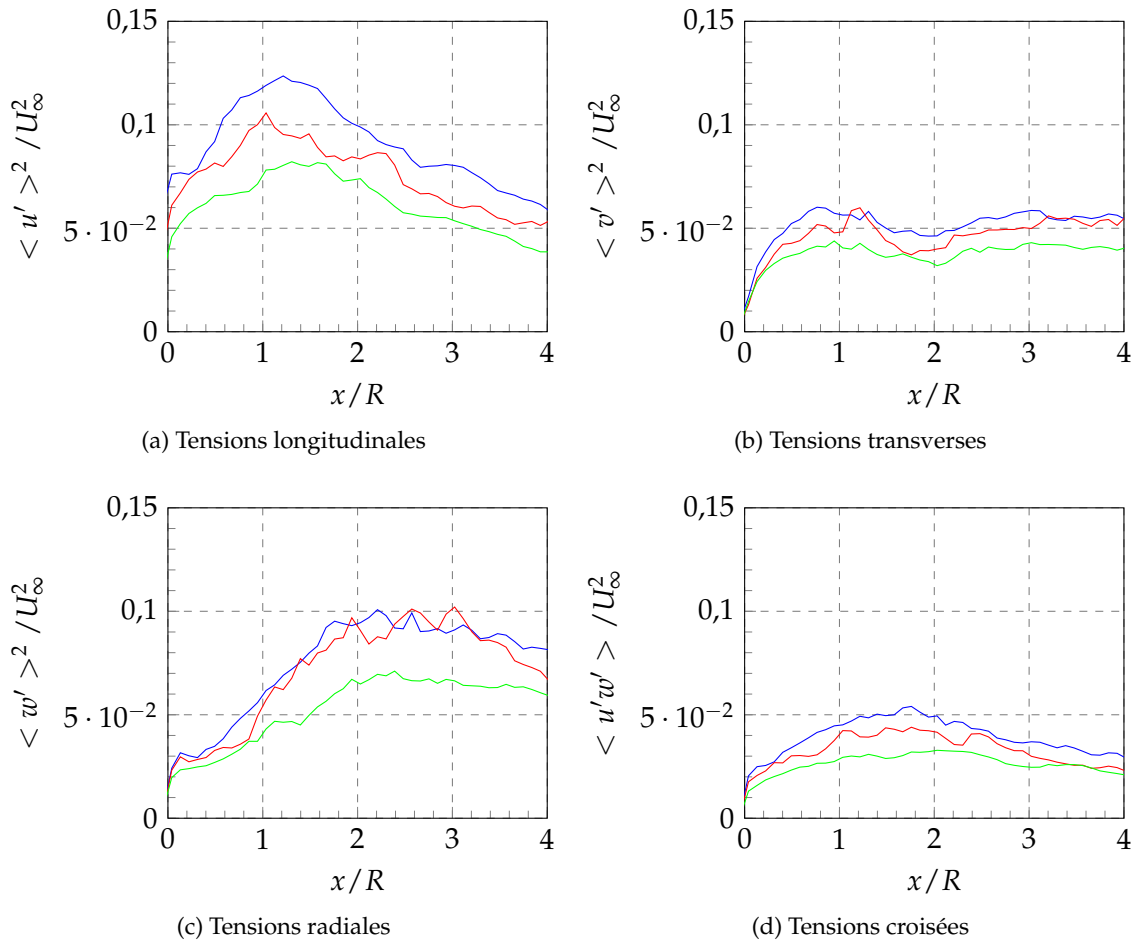 0,15
0,1
5 · 10⁻²
0
0 1 2 3 4
x/R
< u′ >² /U∞²
(a) Tensions longitudinales
0,15
0,1
5 · 10⁻²
0
0 1 2 3 4
x/R
< v′ >² /U∞²
(b) Tensions transverses
0,15
0,1
5 · 10⁻²
0
0 1 2 3 4
x/R
< w′ >² /U∞²
(c) Tensions radiales
0,15
0,1
5 · 10⁻²
0
0 1 2 3 4
x/R
< u′w′ > /U∞²
(d) Tensions croisées